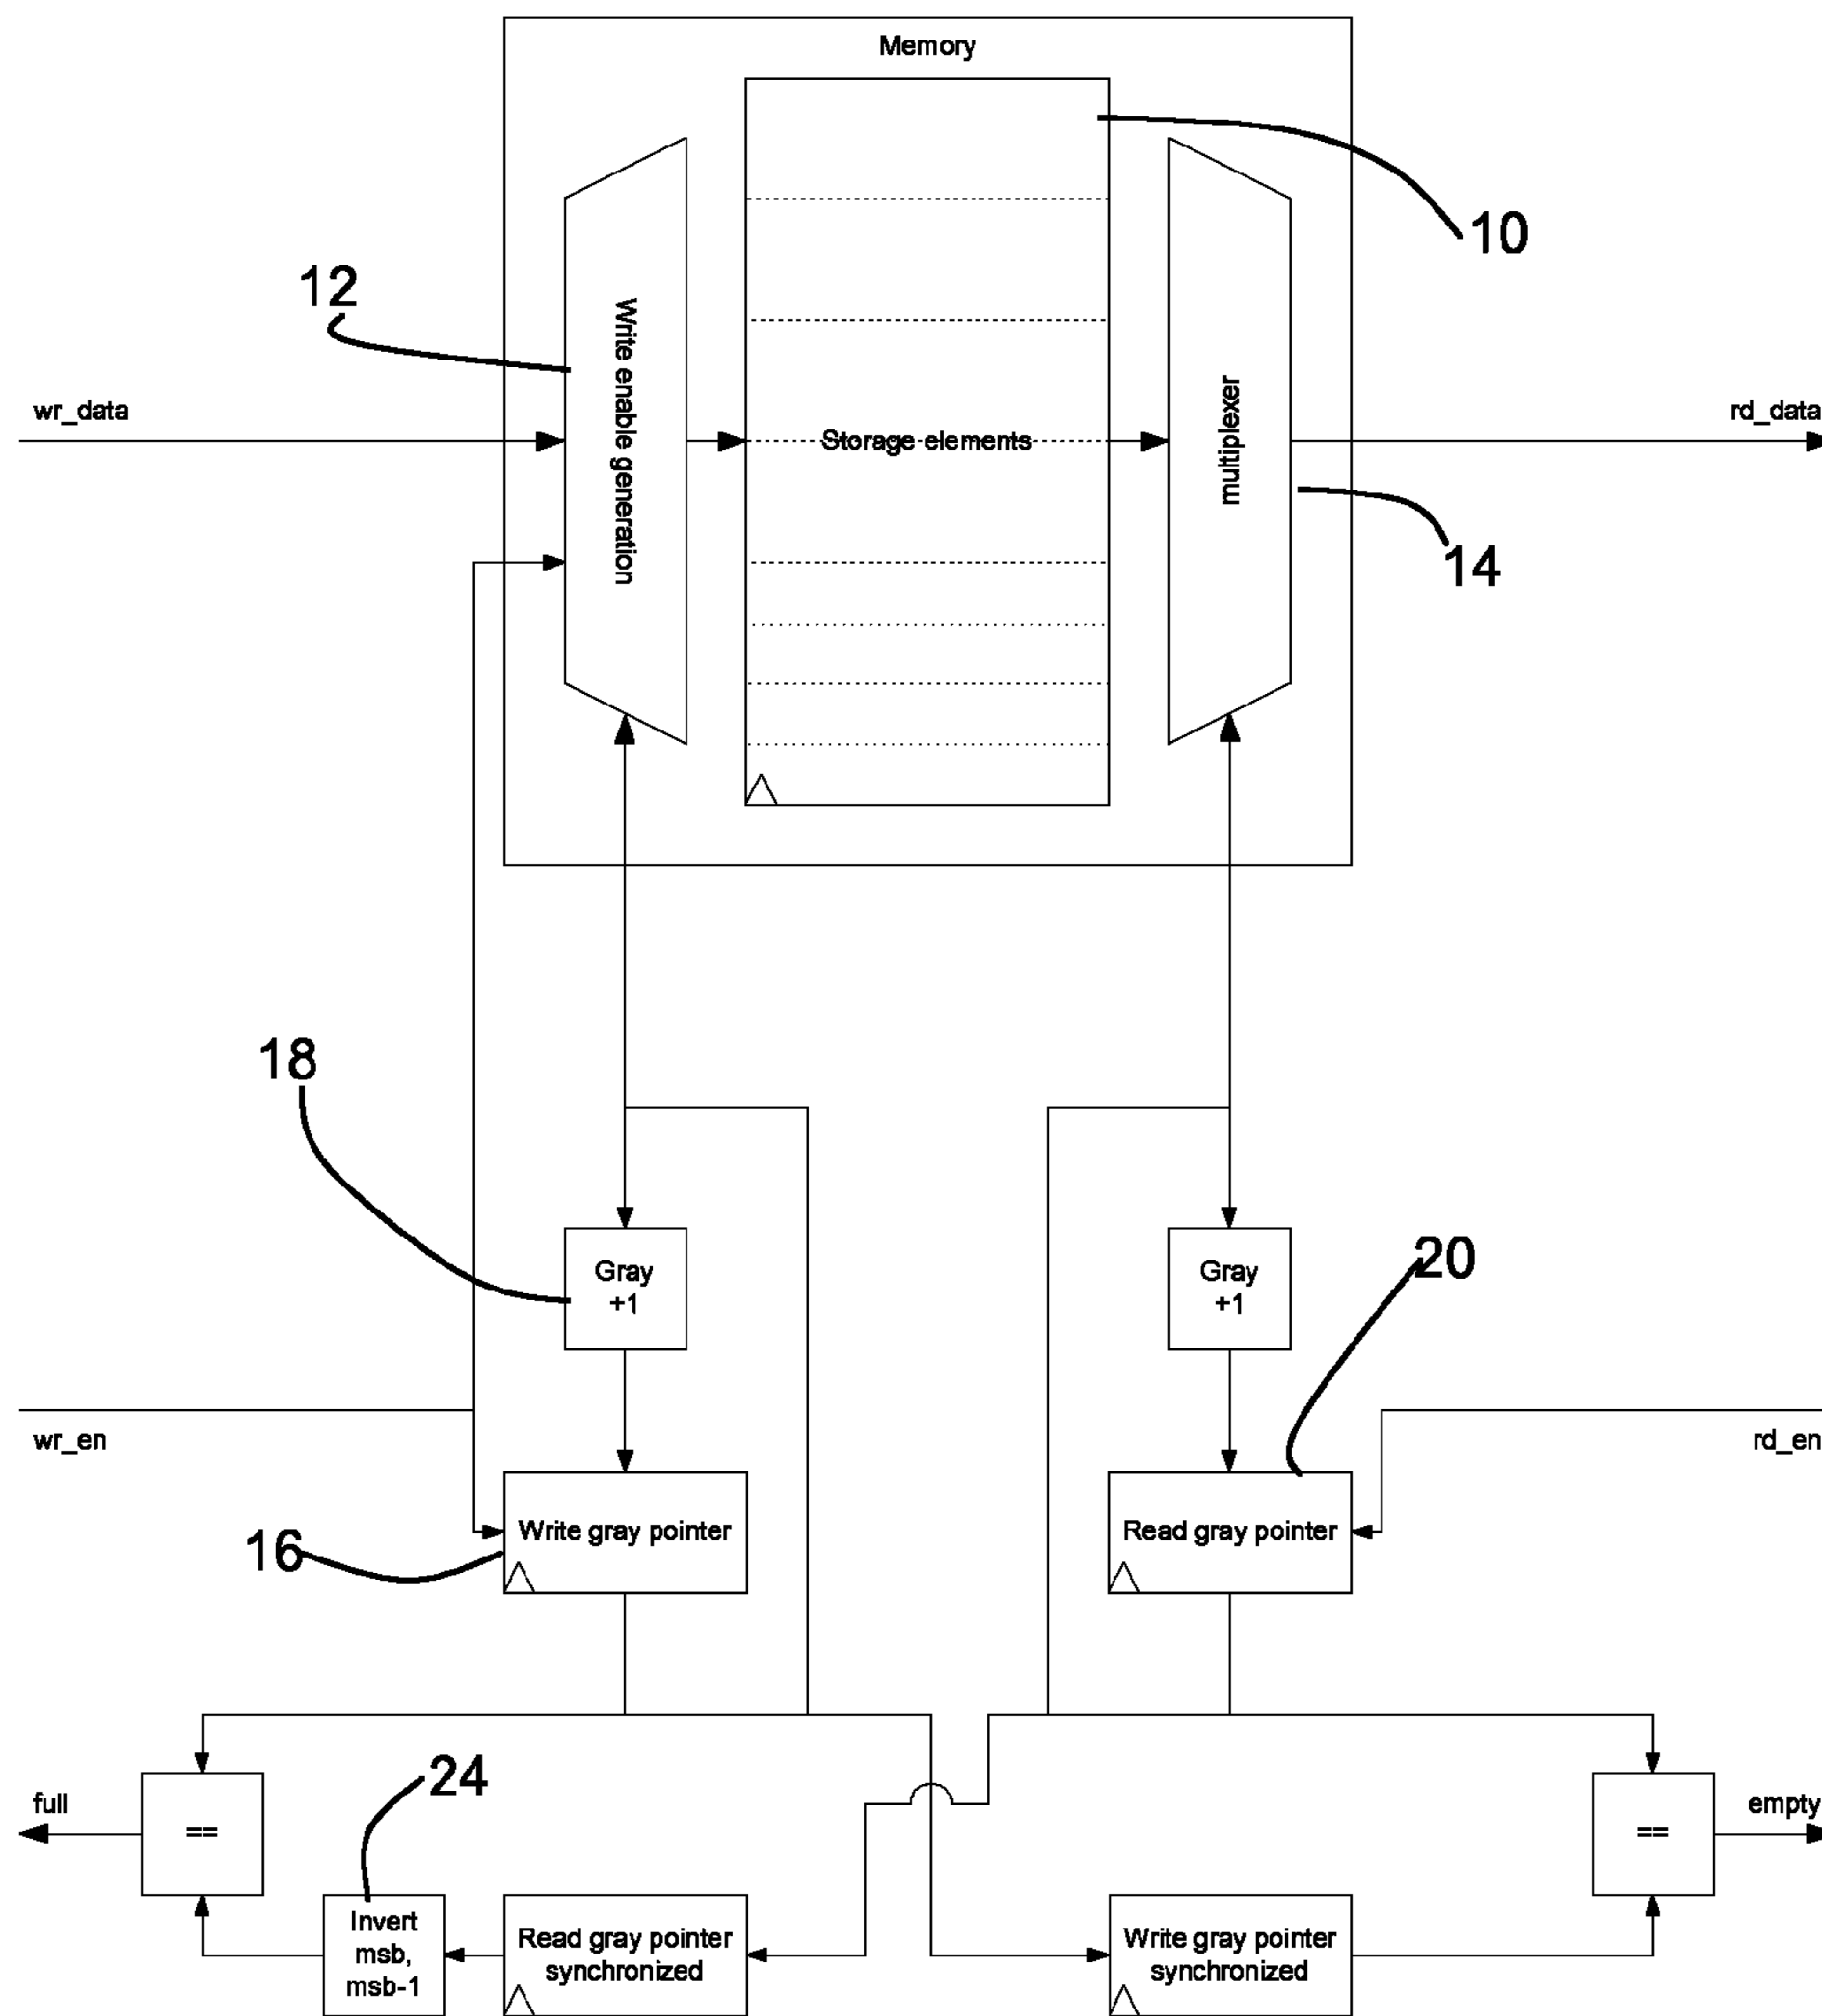 Memory
10
12
Write enable generation
wr_data
Storage elements
multiplexer
rd_data
14
18
Gray
+1
Gray
+1
20
wr_en
rd_en
Write gray pointer
Read gray pointer
16
24
full
==
==
empty
Invert
msb,
msb-1
Read gray pointer
synchronized
Write gray pointer
synchronized